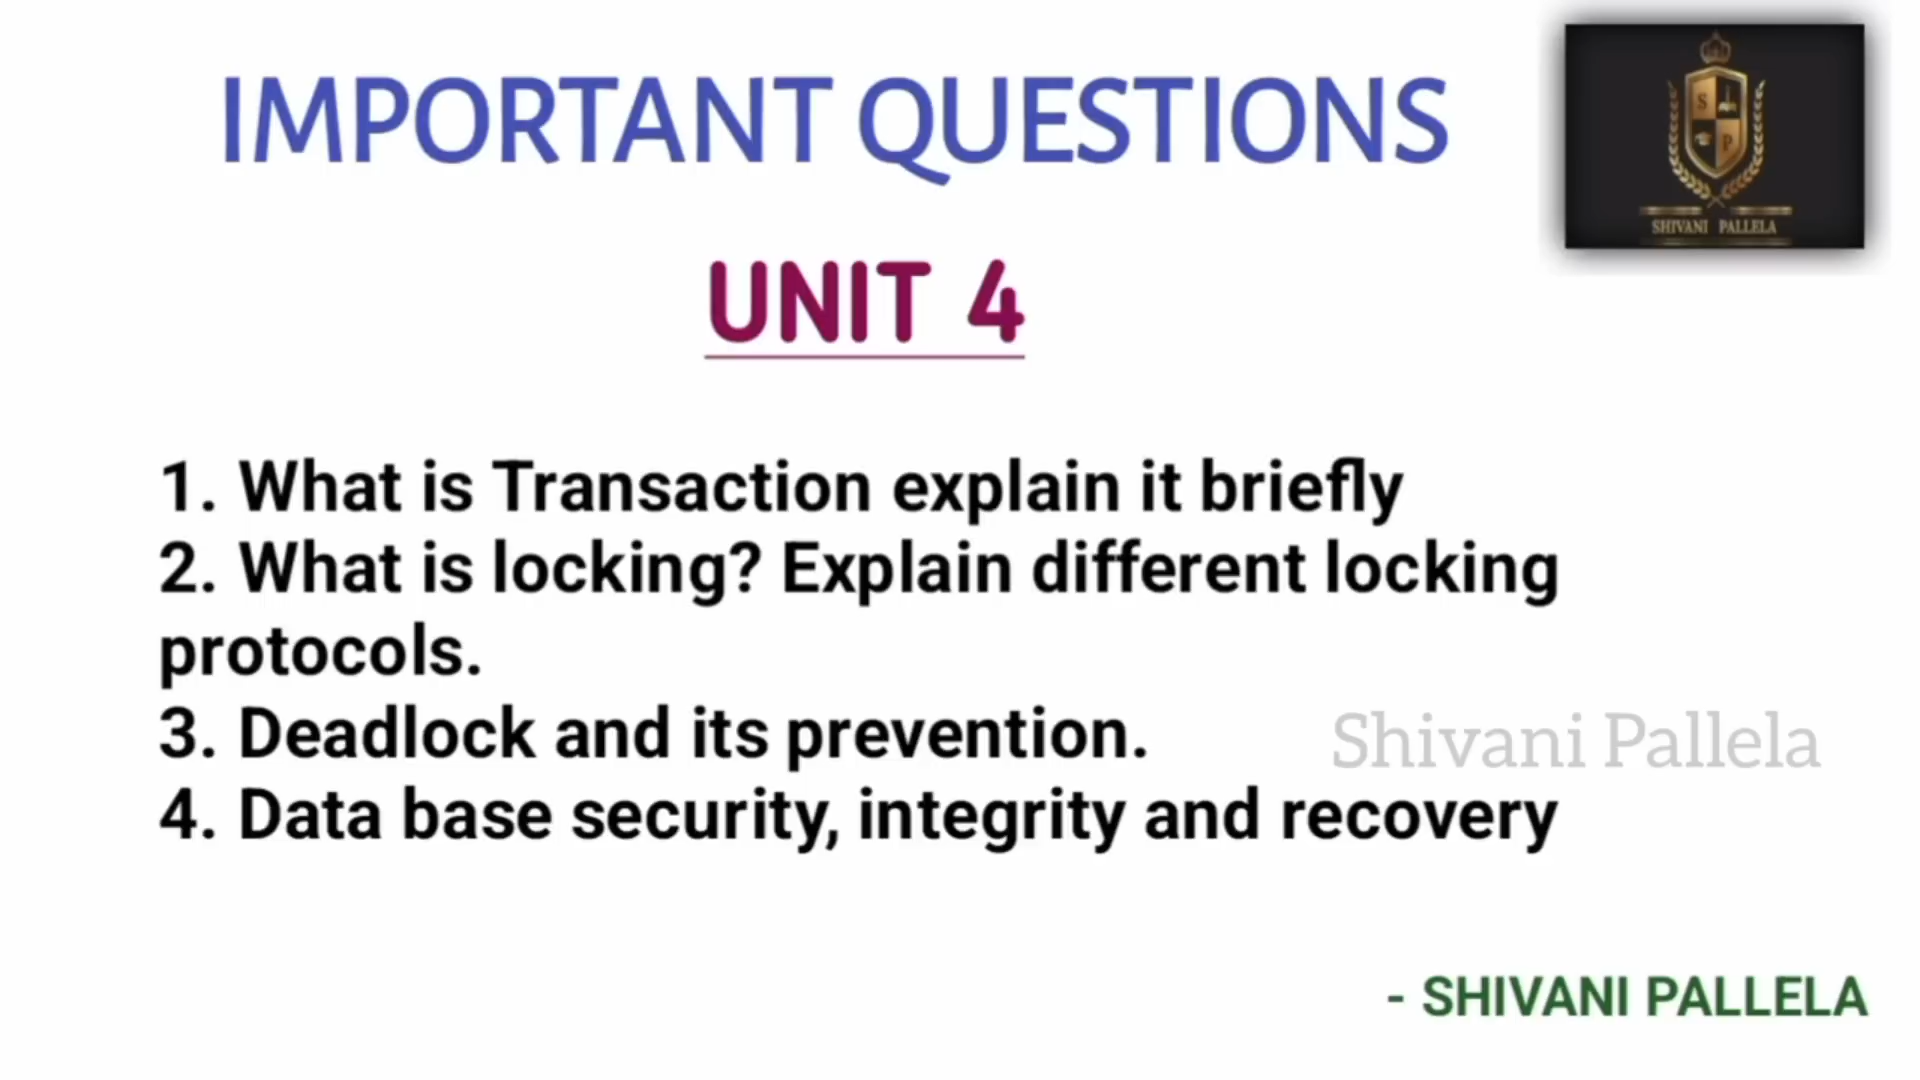 IMPORTANT QUESTIONS
S
P
SHIVANI PALLELA
UNIT 4
1. What is Transaction explain it briefly
2. What is locking? Explain different locking
protocols.
3. Deadlock and its prevention.
Shivani Pallela
4. Data base security, integrity and recovery
- SHIVANI PALLELA